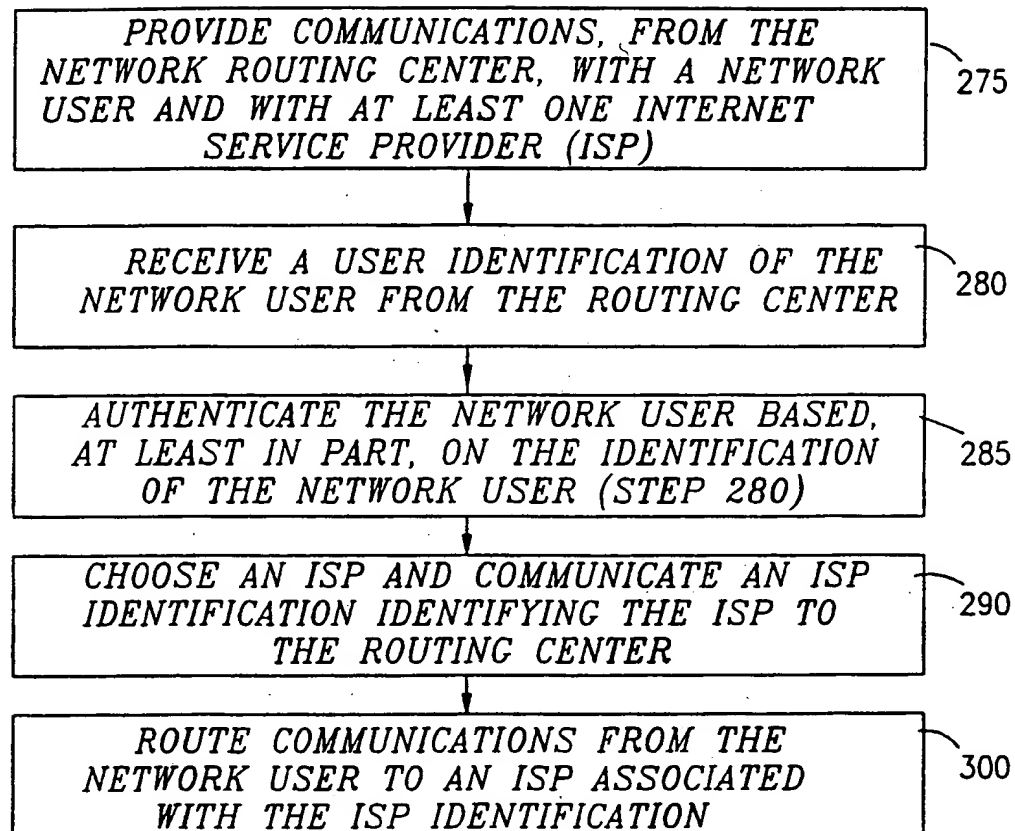 PROVIDE COMMUNICATIONS, FROM THE
NETWORK ROUTING CENTER, WITH A NETWORK
USER AND WITH AT LEAST ONE INTERNET
SERVICE PROVIDER (ISP)
275
RECEIVE A USER IDENTIFICATION OF THE
NETWORK USER FROM THE ROUTING CENTER
280
AUTHENTICATE THE NETWORK USER BASED,
AT LEAST IN PART, ON THE IDENTIFICATION
OF THE NETWORK USER (STEP 280)
285
CHOOSE AN ISP AND COMMUNICATE AN ISP
IDENTIFICATION IDENTIFYING THE ISP TO
THE ROUTING CENTER
290
ROUTE COMMUNICATIONS FROM THE
NETWORK USER TO AN ISP ASSOCIATED
WITH THE ISP IDENTIFICATION
300